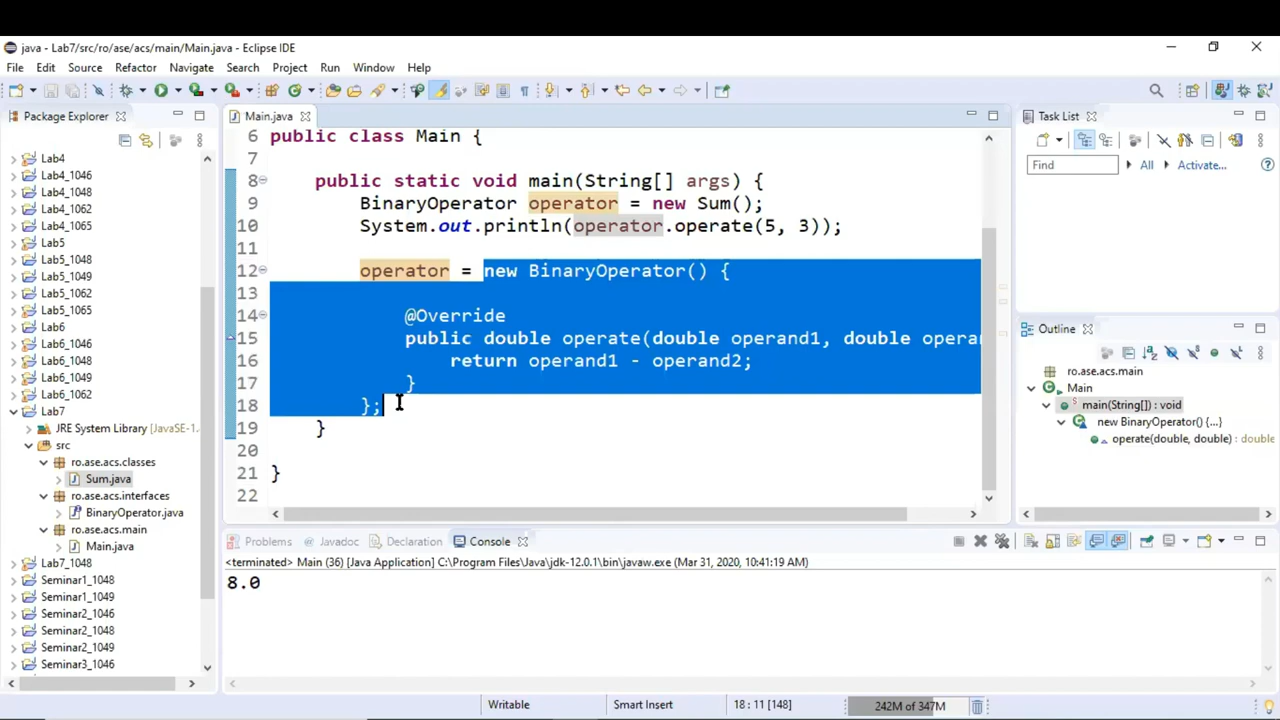 java - Lab7/src/ro/ase/acs/main/Main.java - Eclipse IDE
File Edit Source Refactor Navigate Search Project Run Window Help
Package Explorer
Lab4
Lab4_1046
Lab4_1048
Lab4_1062
Lab4_1065
Lab5
Lab5_1048
Lab5_1049
Lab5_1062
Lab5_1065
Lab6
Lab6_1046
Lab6_1048
Lab6_1049
Lab6_1062
Lab7
JRE System Library [JavaSE-1
src
ro.ase.acs.classes
Sum.java
ro.ase.acs.interfaces
BinaryOperator.java
ro.ase.acs.main
Main.java
Lab7_1048
Seminar1_1048
Seminar1_1049
Seminar2_1046
Seminar2_1048
Seminar2_1049
Seminar3_1046
Main.java
6 public class Main {
7
8 public static void main(String[] args) {
9 BinaryOperator operator = new Sum();
10 System.out.println(operator.operate(5, 3));
11
12 operator = new BinaryOperator() {
13
14 @Override
15 public double operate(double operand1, double operan
16 return operand1 - operand2;
17 }
18 };
19 }
20
21 }
22
Task List
Find All Activate...
Outline
ro.ase.acs.main
Main
main(String[]) : void
new BinaryOperator() {...}
operate(double, double) : double
Problems Javadoc Declaration Console
<terminated> Main (36) [Java Application] C:\Program Files\Java\jdk-12.0.1\bin\javaw.exe (Mar 31, 2020, 10:41:19 AM)
8.0
Writable Smart Insert 18 : 11 [148] 242M of 347M